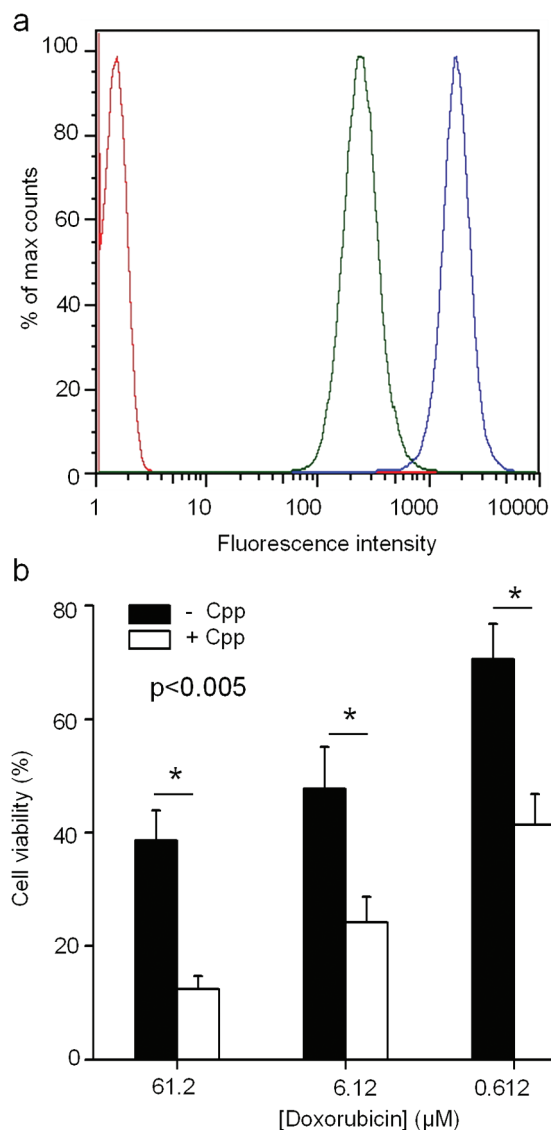 a
100
80
60
40
20
0
% of max counts
1 10 100 1000 10000
Fluorescence intensity
b
80
60
40
20
0
Cell viability (%)
- Cpp
+ Cpp
p<0.005
*
*
*
61.2 6.12 0.612
[Doxorubicin] (µM)